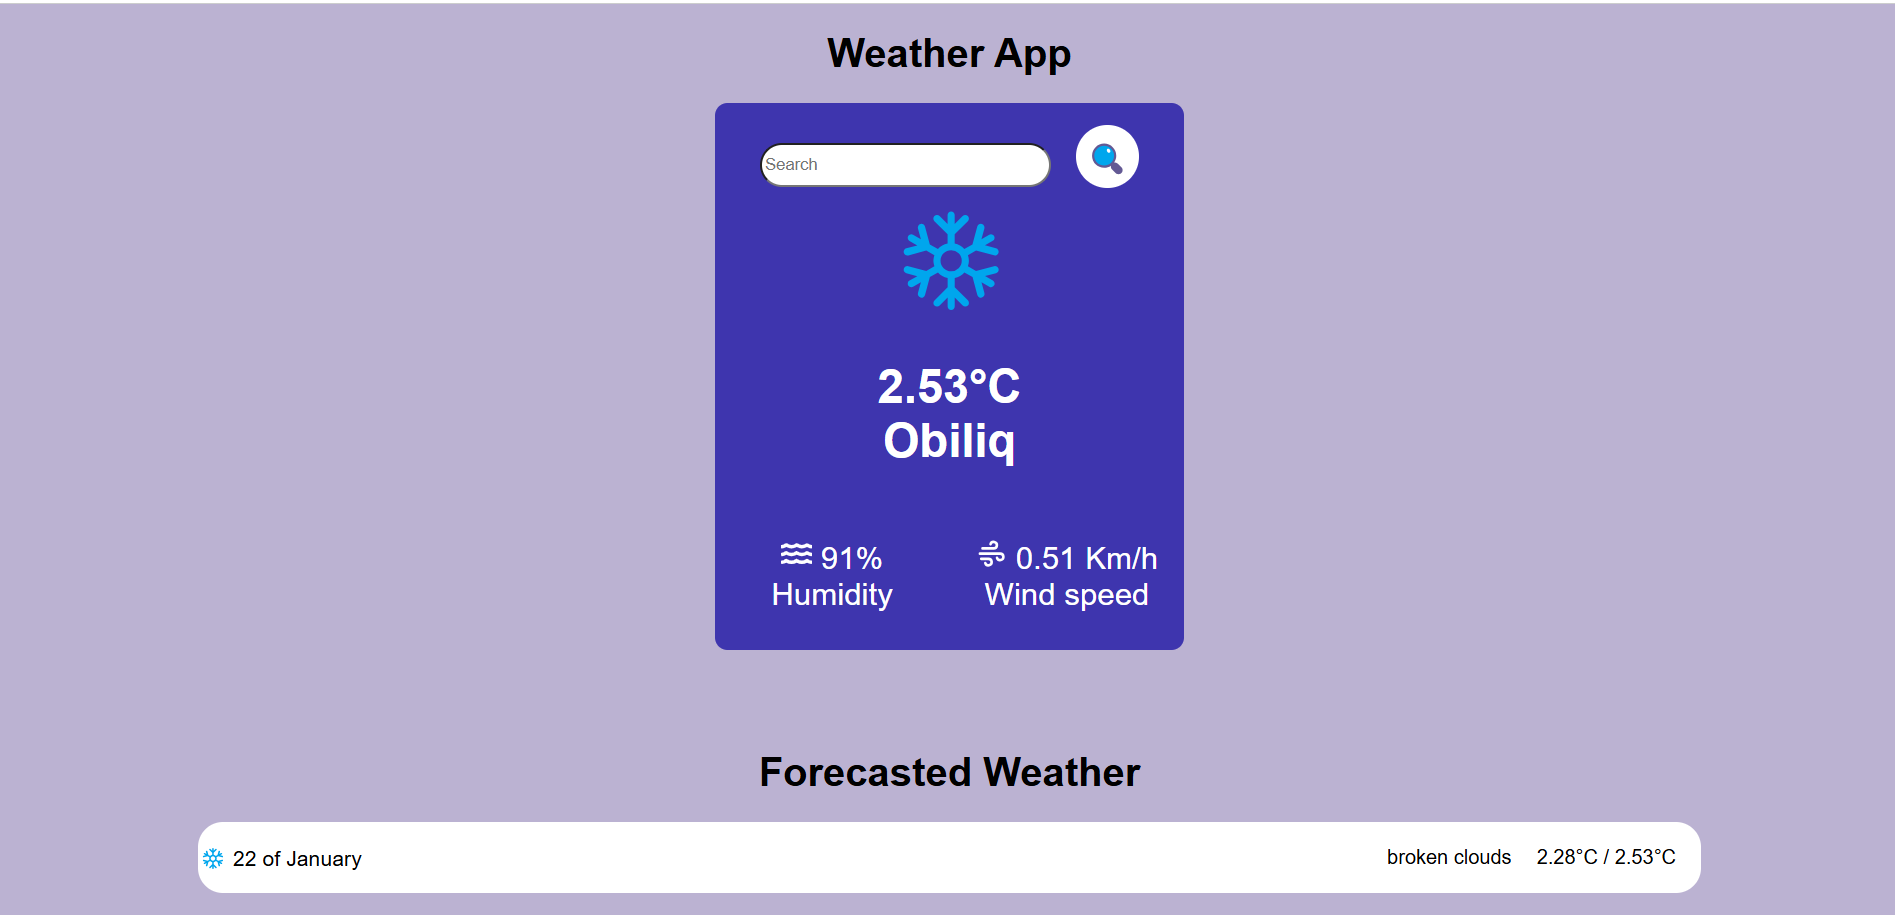 Weather App
Search
2.53°C
Obiliq
91%
Humidity
0.51 Km/h
Wind speed
Forecasted Weather
22 of January broken clouds 2.28°C / 2.53°C